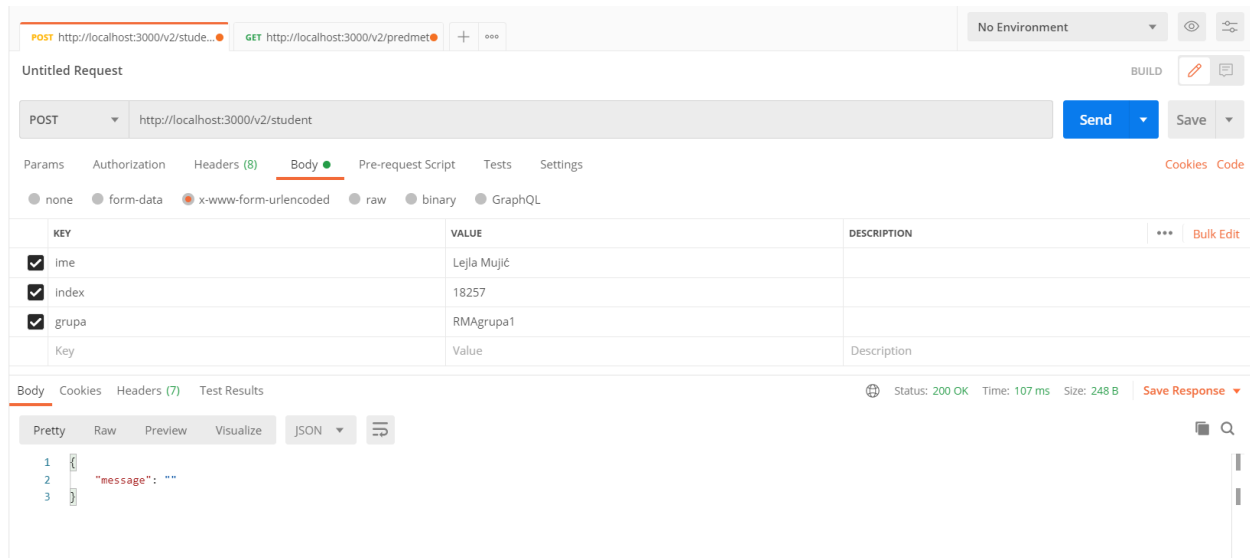 POST http://localhost:3000/v2/stude... GET http://localhost:3000/v2/predmet No Environment
Untitled Request BUILD
POST http://localhost:3000/v2/student Send Save
Params Authorization Headers (8) Body Pre-request Script Tests Settings Cookies Code
none form-data x-www-form-urlencoded raw binary GraphQL
KEY VALUE DESCRIPTION Bulk Edit
ime Lejla Mujić
index 18257
grupa RMAgrupa1
Key Value Description
Body Cookies Headers (7) Test Results Status: 200 OK Time: 107 ms Size: 248 B Save Response
Pretty Raw Preview Visualize JSON
1 {
2 "message": ""
3 }